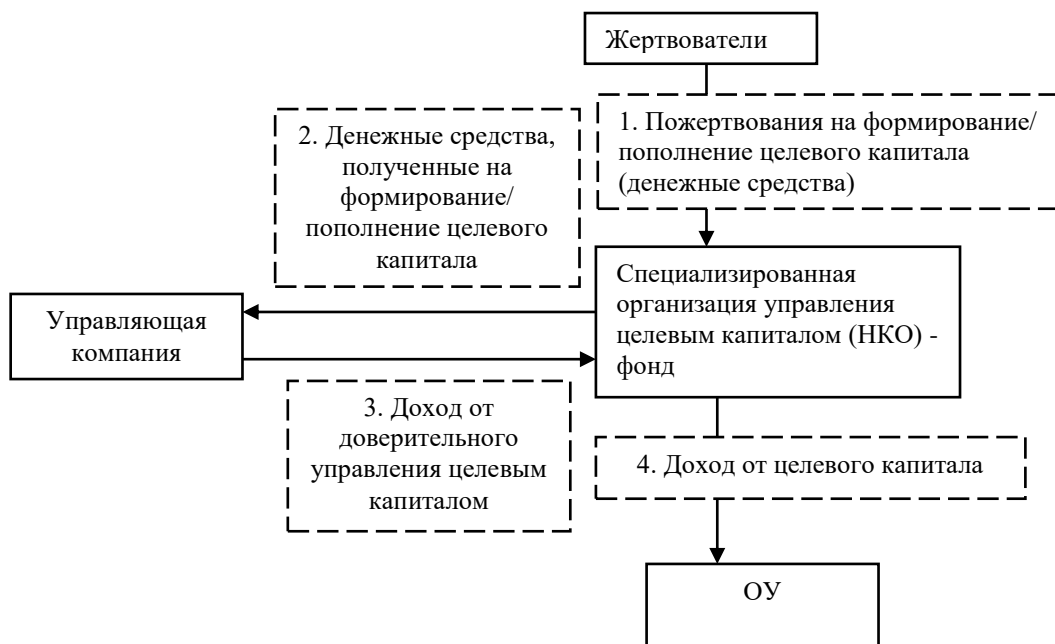 Жертвователи
1. Пожертвования на формирование/
пополнение целевого капитала
(денежные средства)
2. Денежные средства,
полученные на
формирование/
пополнение целевого
капитала
Специализированная
организация управления
целевым капиталом (НКО) -
фонд
Управляющая
компания
3. Доход от
доверительного
управления целевым
капиталом
4. Доход от целевого капитала
ОУ